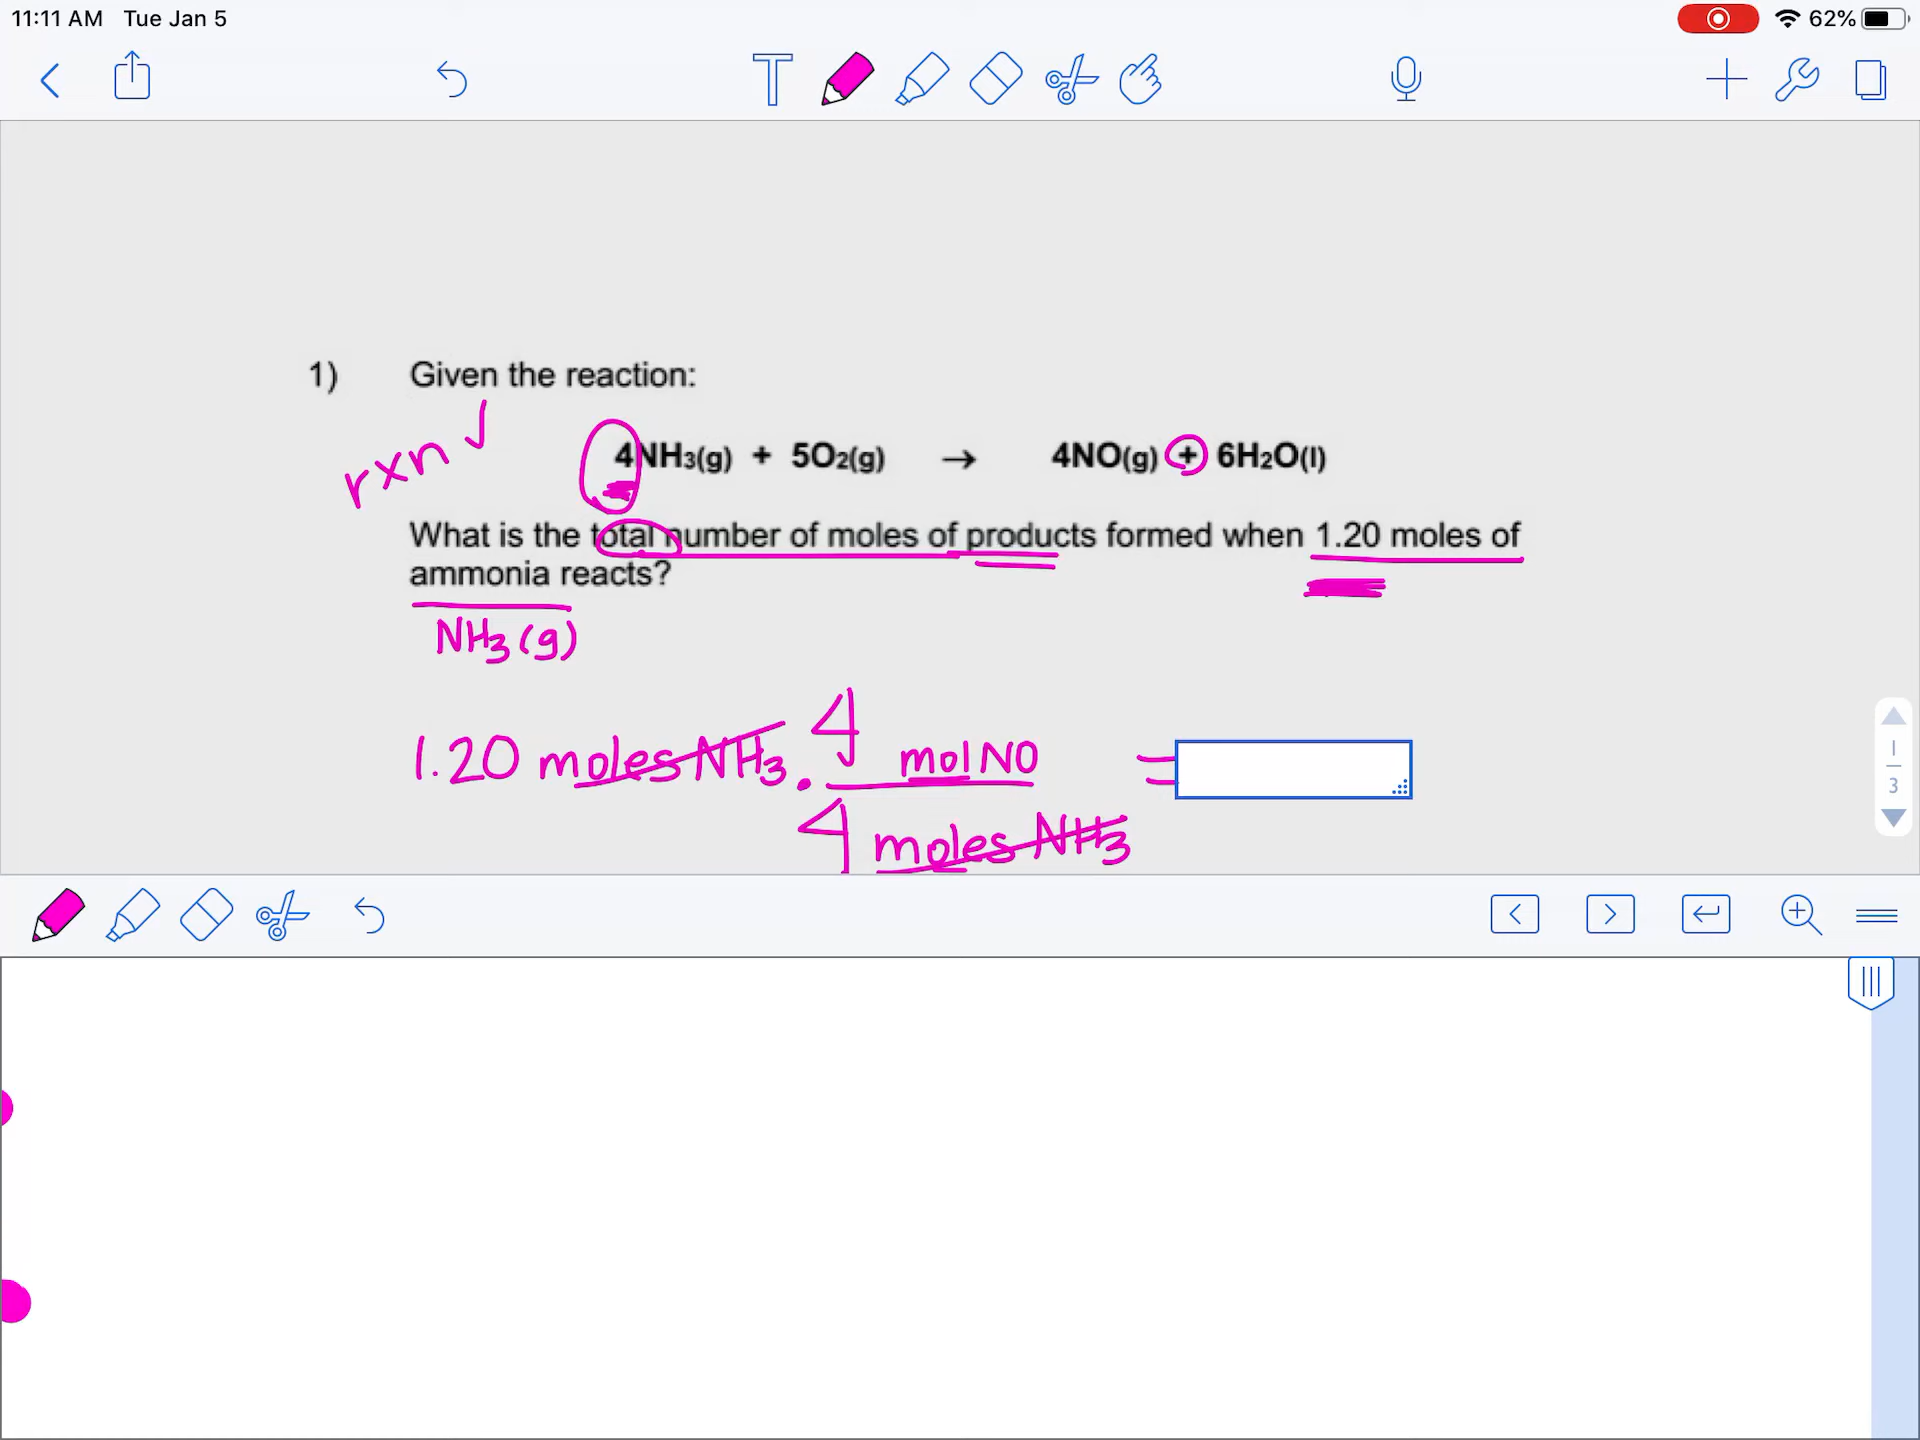 11:11 AM Tue Jan 5 62%
T
1) Given the reaction:
rxn ✓
4NH₃(g) + 5O₂(g) → 4NO(g) + 6H₂O(l)
What is the total number of moles of products formed when 1.20 moles of
ammonia reacts?
NH₃(g)
1.20 moles NH₃ · 4 mol NO =
4 moles NH₃
1
3